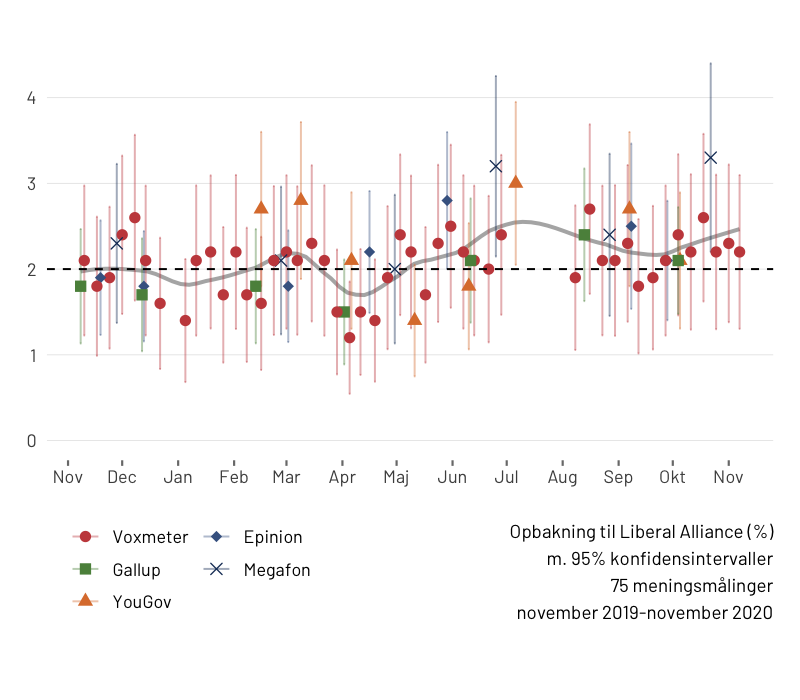 4
3
2
1
0
Nov Dec Jan Feb Mar Apr Maj Jun Jul Aug Sep Okt Nov
Voxmeter Epinion
Gallup Megafon
YouGov
Opbakning til Liberal Alliance (%)
m. 95% konfidensintervaller
75 meningsmålinger
november 2019-november 2020